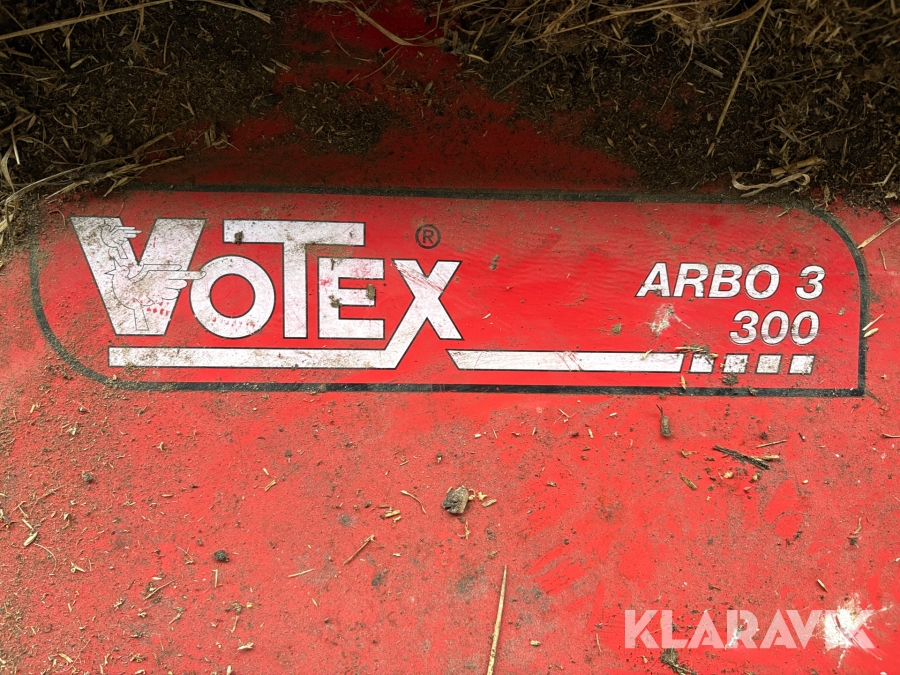 VOTEX ®
ARBO 3
300
KLARAVIK